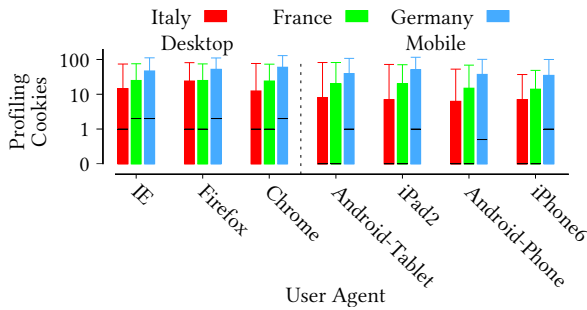 Italy France Germany
Desktop Mobile
Profiling
Cookies
100
10
1
0
IE
Firefox
Chrome
Android-Tablet
iPad2
Android-Phone
iPhone6
User Agent